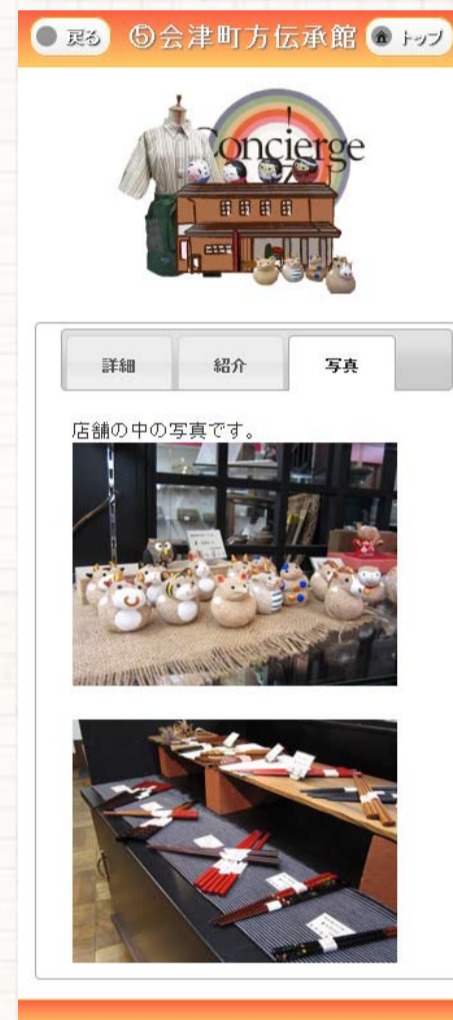 戻る
⑤会津町方伝承館
トップ
Concierge
詳細
紹介
写真
店舗の中の写真です。